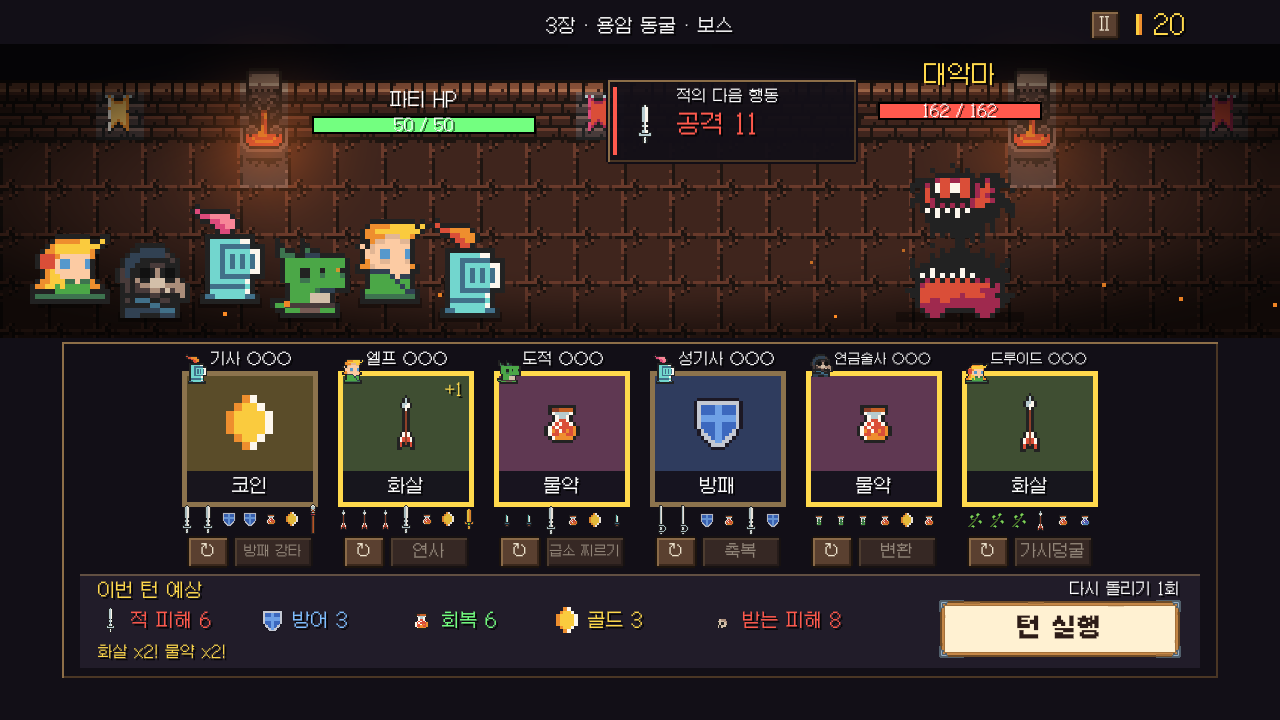 3장 · 용암 동굴 · 보스
II 20
대악마
파티 HP
적의 다음 행동
50 / 50
공격 11
162 / 162
기사 ○○○
엘프 ○○○
도적 ○○○
성기사 ○○○
연금술사 ○○○
드루이드 ○○○
+1
코인
화살
물약
방패
물약
화살
↻ 방패 강타
↻ 연사
↻ 급소 찌르기
↻ 축복
↻ 변환
↻ 가시덩굴
이번 턴 예상
다시 돌리기 1회
적 피해 6
방어 3
회복 6
골드 3
받는 피해 8
턴 실행
화살 x2! 물약 x2!